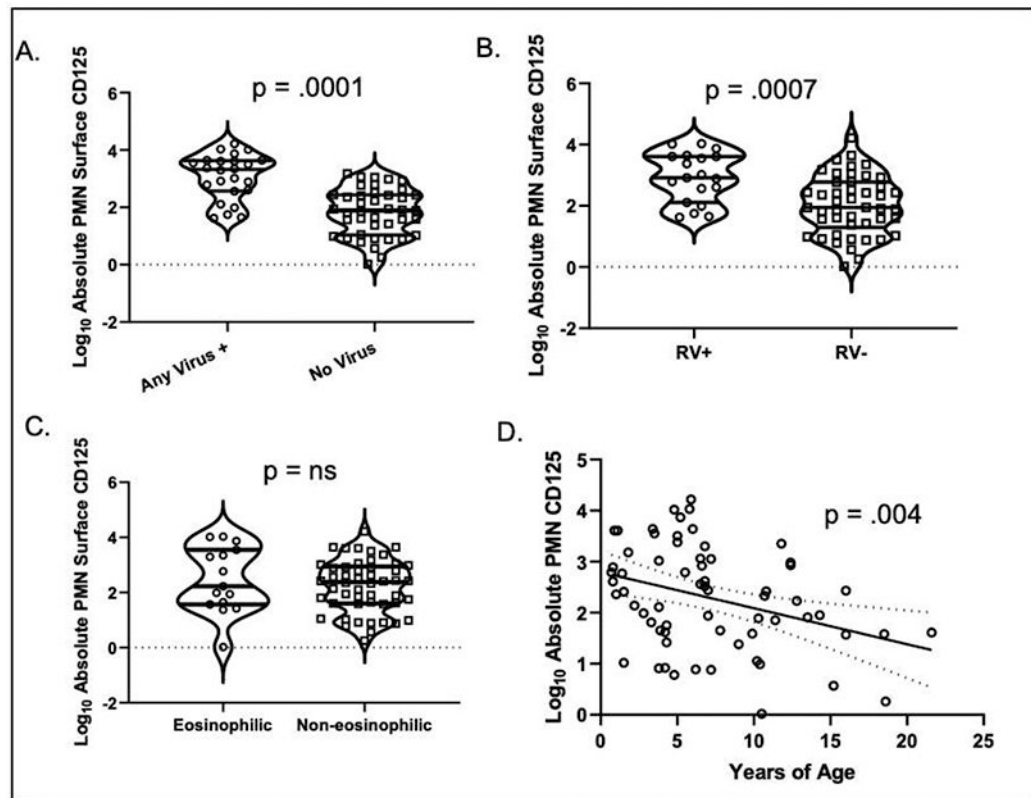 A.
Log10 Absolute PMN Surface CD125
p = .0001
6
4
2
0
-2
Any Virus +
No Virus
B.
Log10 Absolute PMN Surface CD125
p = .0007
6
4
2
0
-2
RV+
RV-
C.
Log10 Absolute PMN Surface CD125
p = ns
6
4
2
0
-2
Eosinophilic
Non-eosinophilic
D.
Log10 Absolute PMN CD125
p = .004
5
4
3
2
1
0
0 5 10 15 20 25
Years of Age